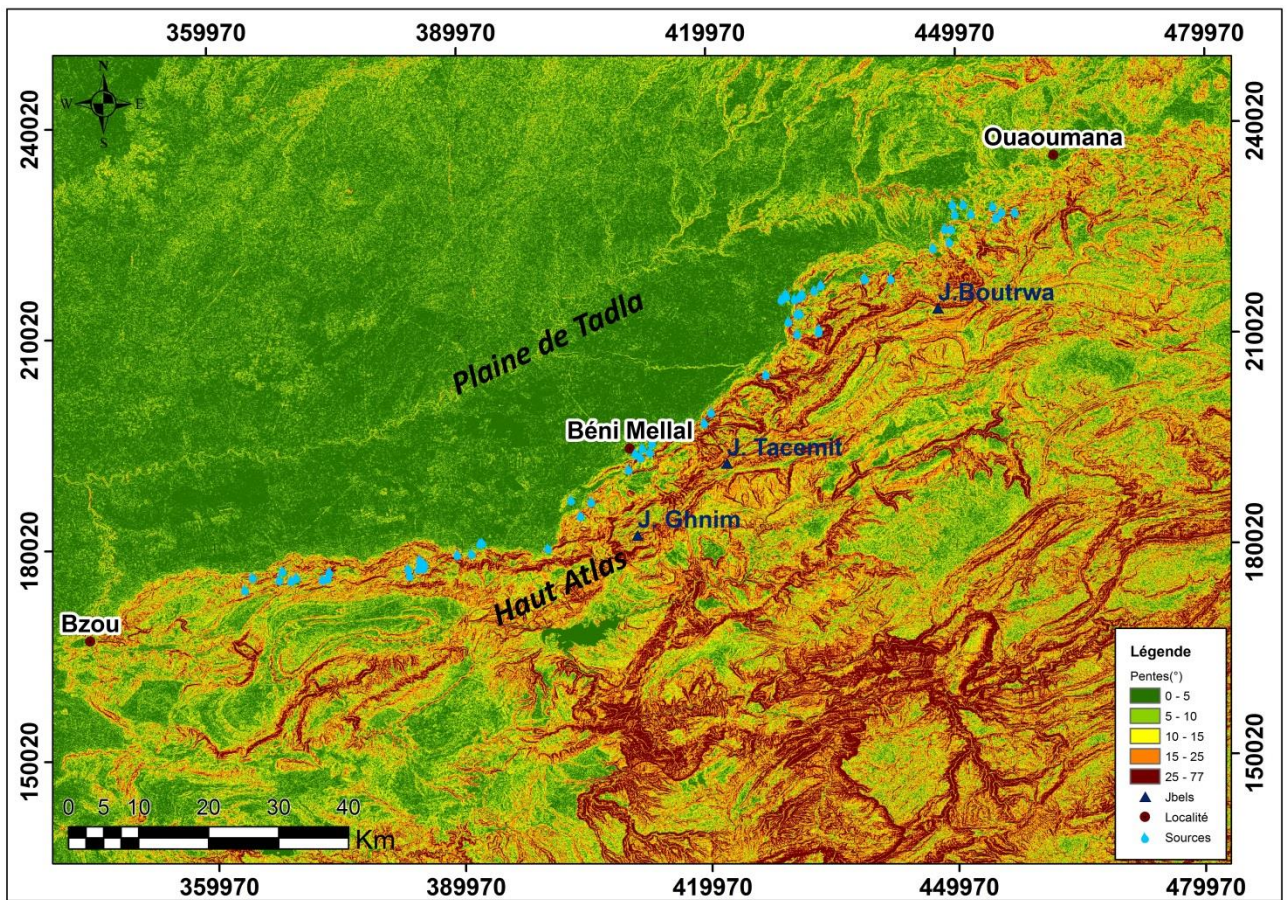 359970 389970 419970 449970 479970
N
W E
S
240020 240020
Ouaoumana
J.Boutrwa
210020 210020
Plaine de Tadla
Béni Mellal
J. Tacemit
J. Ghnim
180020 180020
Haut Atlas
Bzou
150020 150020
Légende
Pentes(°)
0 - 5
5 - 10
10 - 15
15 - 25
25 - 77
Jbels
Localité
Sources
0 5 10 20 30 40
Km
359970 389970 419970 449970 479970